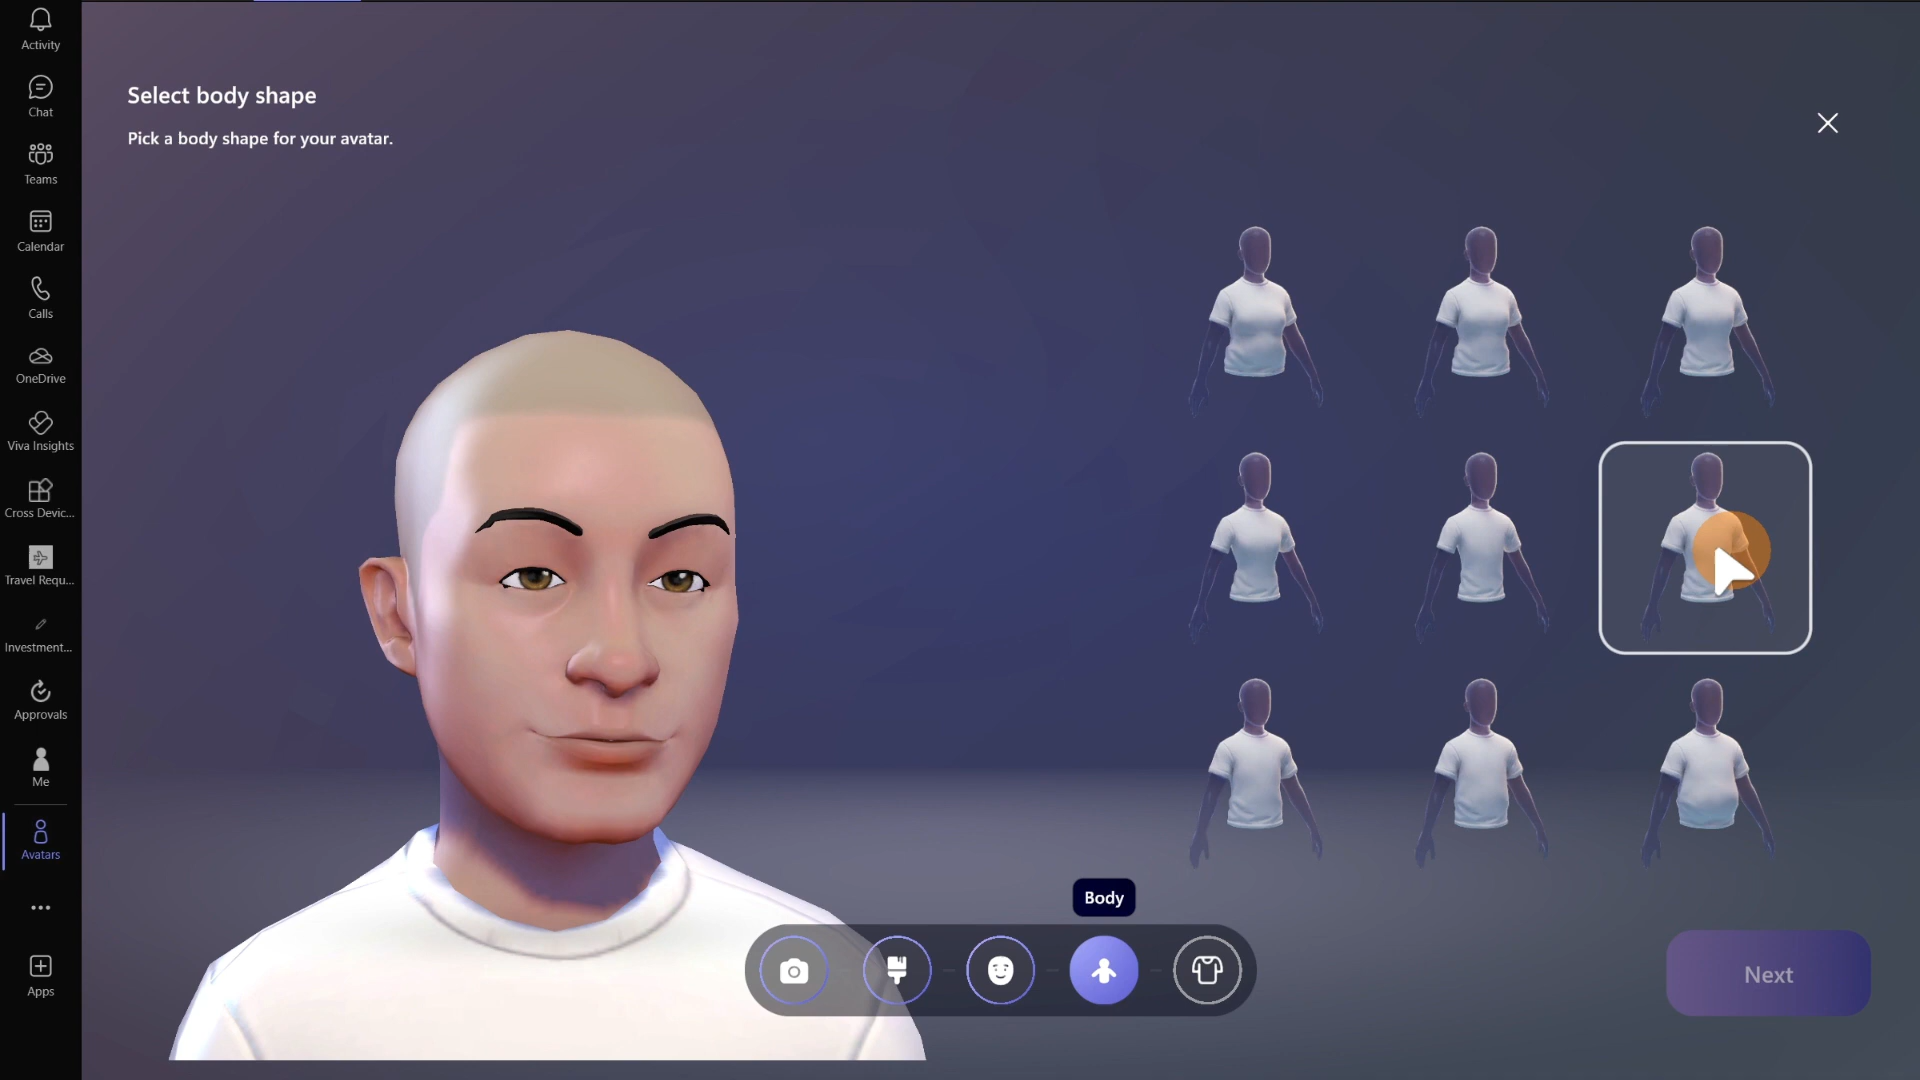 Activity
Chat
Teams
Calendar
Calls
OneDrive
Viva Insights
Cross Devic...
Travel Requ...
Investment...
Approvals
Me
Avatars
Apps
Select body shape
Pick a body shape for your avatar.
Body
Next